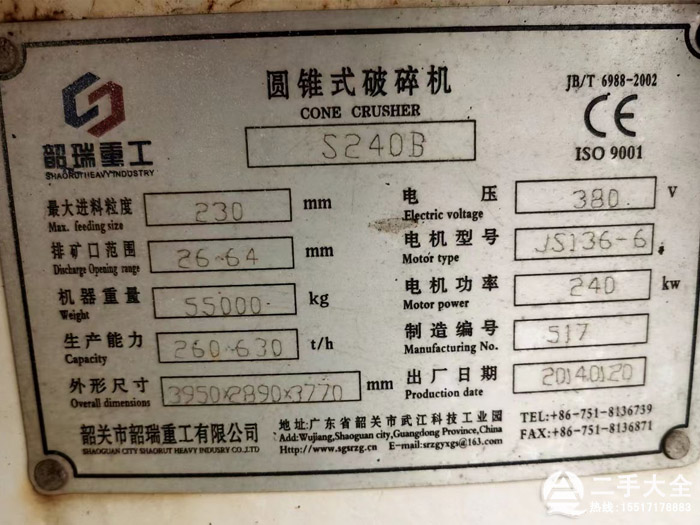 圆锥式破碎机
CONE CRUSHER
S240B
JB/T 6988-2002
CE
ISO 9001
韶瑞重工
SHAORUI HEAVY INDUSTRY
最大进料粒度 230 mm
Max. feeding size
排矿口范围 26~64 mm
Discharge Opening range
机器重量 55000 kg
Weight
生产能力 260~630 t/h
Capacity
外形尺寸 3950×2890×3770 mm
Overall dimensions
电压 380 V
Electric voltage
电机型号 JS136-6
Motor type
电机功率 240 kw
Motor power
制造编号 517
Manufacturing No.
出厂日期 20140120
Production date
韶关市韶瑞重工有限公司
SHAOGUAN CITY SHAORUT HEAVY INDUSRY CO.,LTD
地址:广东省韶关市武江科技工业园
Add:Wujiang,Shaoguan city,Guangdong Province,China
Http://www.sgsrzg.cn E-mail:srzgyxgs@163.com
TEL:+86-751-8136739
FAX:+86-751-8136871
二手大全
热线:15517176883